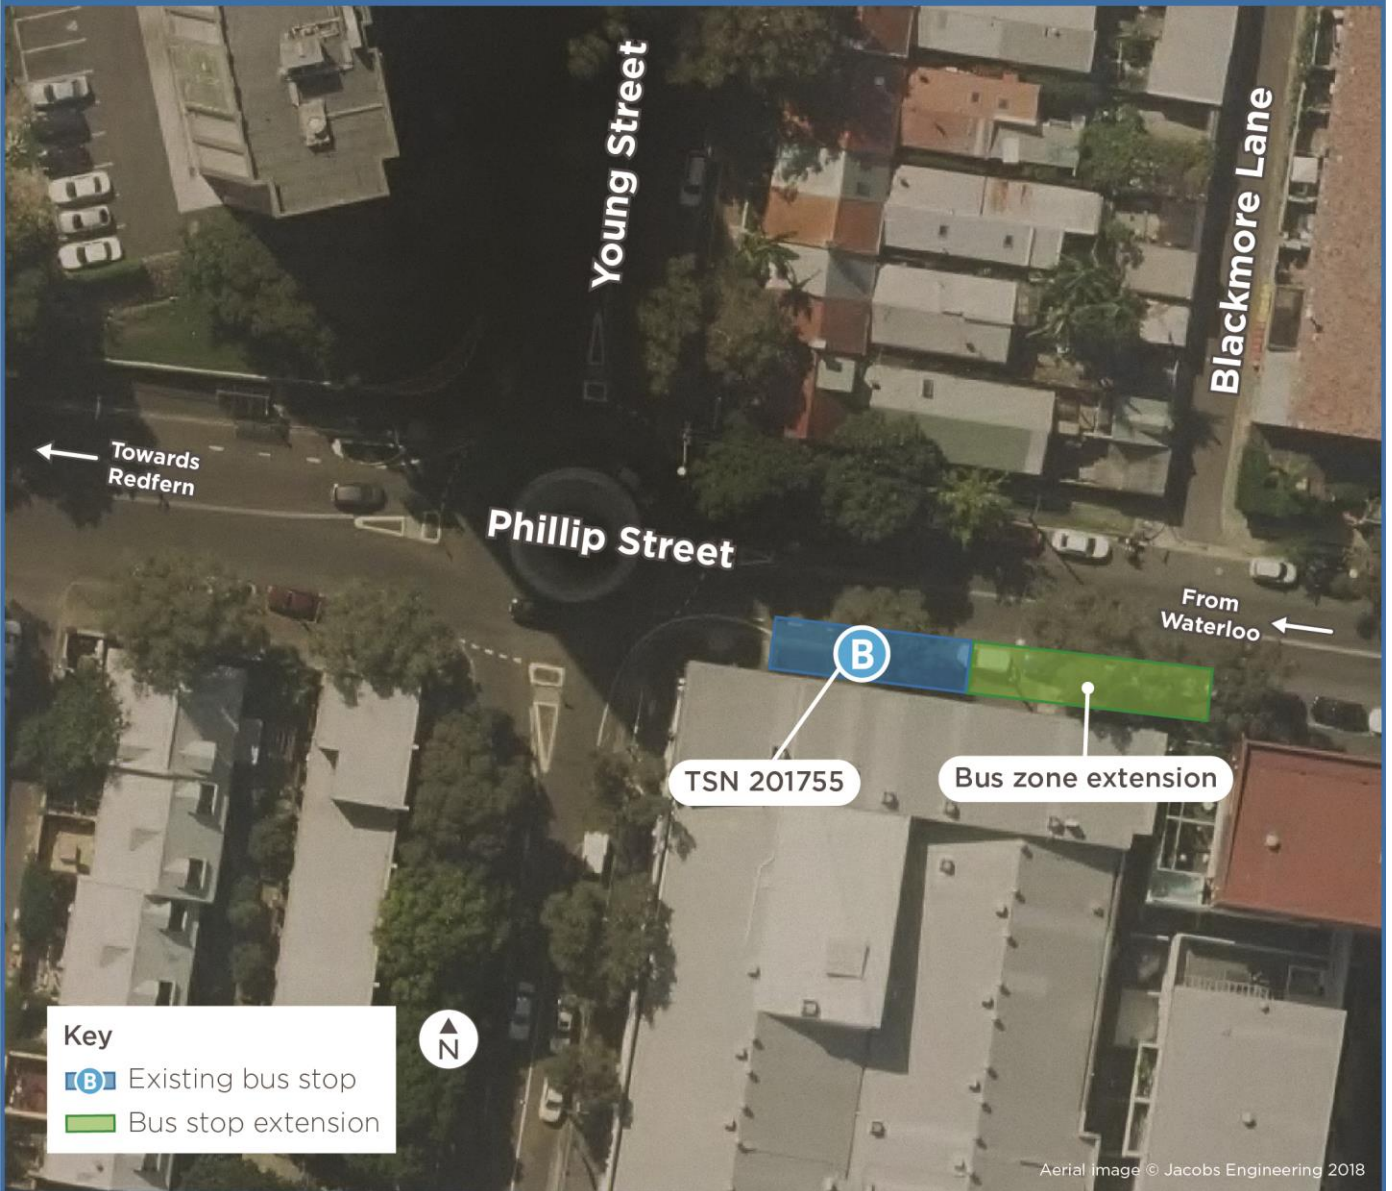 Young Street
Blackmore Lane
Towards
Redfern
Phillip Street
From
Waterloo
B
TSN 201755
Bus zone extension
Key
B Existing bus stop
Bus stop extension
N
Aerial image © Jacobs Engineering 2018